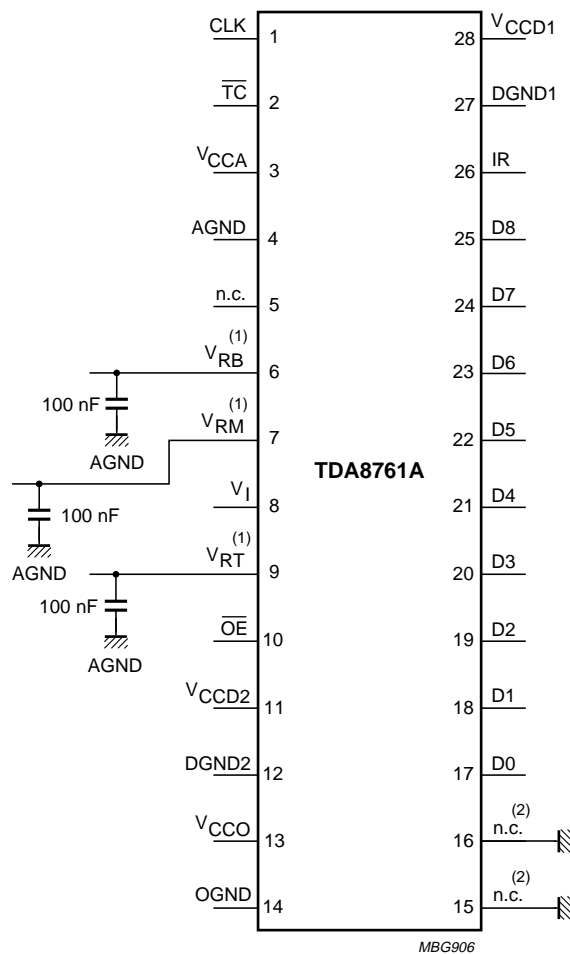 CLK 1 28 VCCD1
TC 2 27 DGND1
VCCA 3 26 IR
AGND 4 25 D8
n.c. 5 24 D7
VRB (1) 6 23 D6
100 nF
AGND
VRM (1) 7 22 D5
TDA8761A
VI 8 21 D4
100 nF
AGND
VRT (1) 9 20 D3
100 nF
AGND
OE 10 19 D2
VCCD2 11 18 D1
DGND2 12 17 D0
VCCO 13 16 n.c. (2)
OGND 14 15 n.c. (2)
MBG906